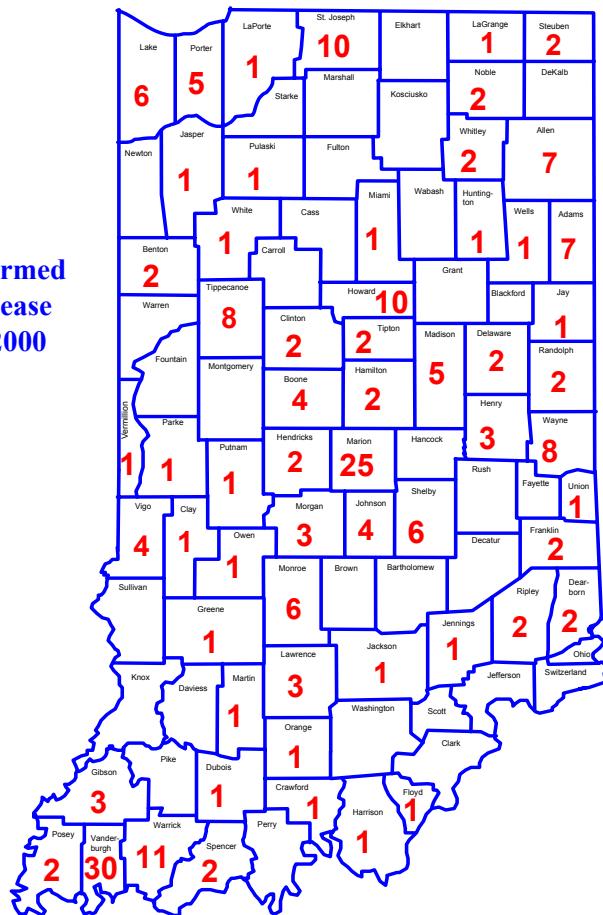 St. Joseph
LaPorte
Elkhart
LaGrange
Steuben
Lake
Porter
10
1
2
1
5
6
Noble
DeKalb
Marshall
Starke
Kosciusko
2
Whitley
Allen
Jasper
Newton
Pulaski
Fulton
2
7
1
1
Miami
Wabash
Hunting-
ton
White
Cass
Wells
Adams
1
1
1
1
7
Benton
Carroll
2
Grant
rmed
ease
2000
Tippecanoe
Howard
10
Blackford
Jay
Warren
8
1
Clinton
Tipton
Madison
Delaware
2
2
2
Randolph
Fountain
Montgomery
Hamilton
5
Boone
2
2
4
Henry
Vermillion
Parke
Wayne
3
8
Hendricks
Marion
Hancock
Putnam
2
25
1
1
1
Rush
Fayette
Union
Shelby
1
Vigo
Clay
Morgan
Johnson
4
1
3
4
6
Owen
Decatur
Franklin
2
1
Monroe
Brown
Bartholomew
Sullivan
Ripley
Dear-
born
6
Greene
Jennings
2
2
1
1
Jackson
Lawrence
Ohio
1
Knox
Daviess
Martin
3
Jefferson
Switzerland
1
Washington
Scott
Orange
Clark
1
Pike
Dubois
Gibson
1
Crawford
1
Floyd
3
Harrison
1
1
Posey
Vander-
burgh
Warrick
Spencer
Perry
2
30
11
2